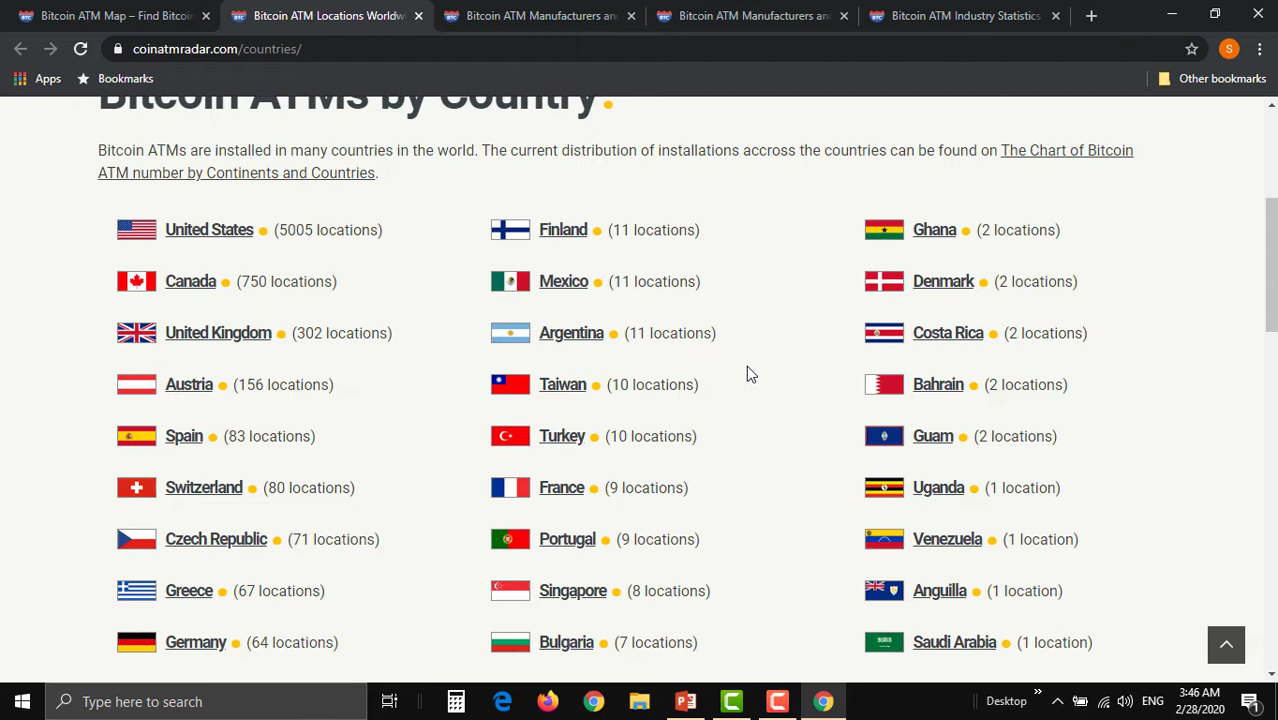 Bitcoin ATM Map – Find Bitcoin
Bitcoin ATM Locations Worldw
Bitcoin ATM Manufacturers an
Bitcoin ATM Manufacturers an
Bitcoin ATM Industry Statistics
coinatmradar.com/countries/
S
Apps
Bookmarks
Other bookmarks
Bitcoin ATMs by Country.
Bitcoin ATMs are installed in many countries in the world. The current distribution of installations accross the countries can be found on The Chart of Bitcoin
ATM number by Continents and Countries.
United States (5005 locations)
Canada (750 locations)
United Kingdom (302 locations)
Austria (156 locations)
Spain (83 locations)
Switzerland (80 locations)
Czech Republic (71 locations)
Greece (67 locations)
Germany (64 locations)
Finland (11 locations)
Mexico (11 locations)
Argentina (11 locations)
Taiwan (10 locations)
Turkey (10 locations)
France (9 locations)
Portugal (9 locations)
Singapore (8 locations)
Bulgaria (7 locations)
Ghana (2 locations)
Denmark (2 locations)
Costa Rica (2 locations)
Bahrain (2 locations)
Guam (2 locations)
Uganda (1 location)
Venezuela (1 location)
Anguilla (1 location)
Saudi Arabia (1 location)
Type here to search
Desktop
ENG
3:46 AM
2/28/2020